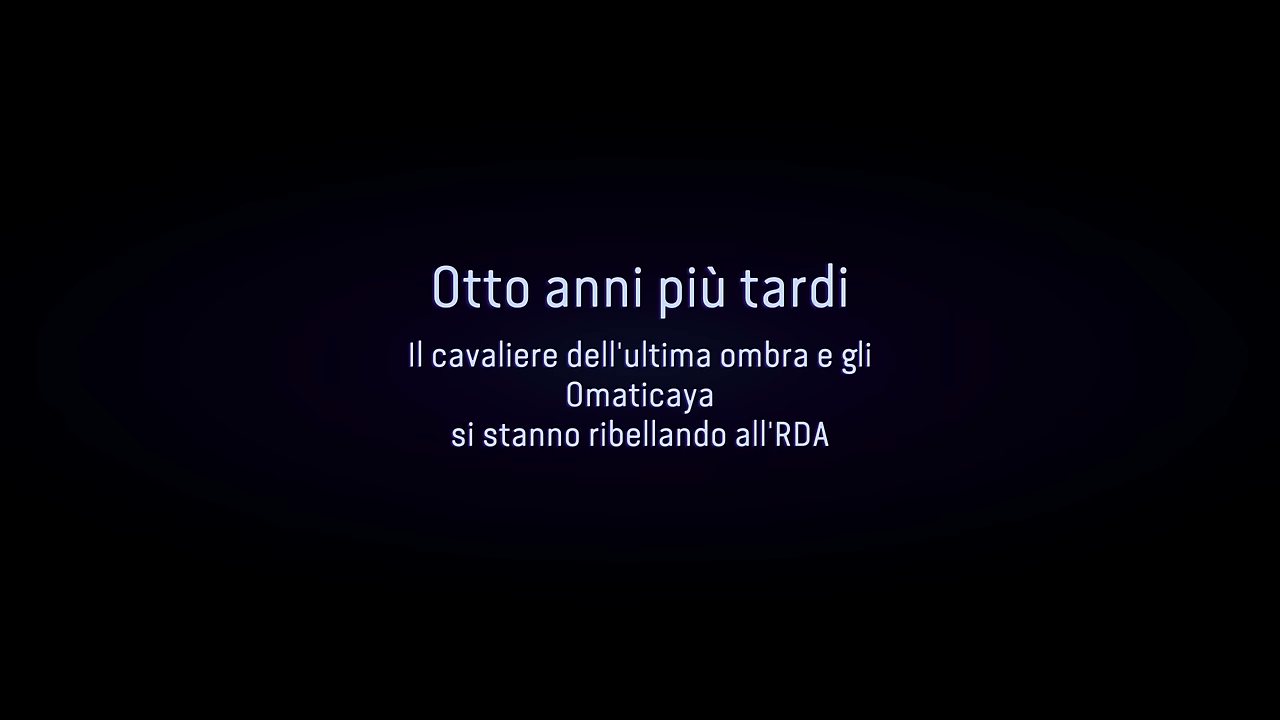 Otto anni più tardi
Il cavaliere dell'ultima ombra e gli
Omaticaya
si stanno ribellando all'RDA